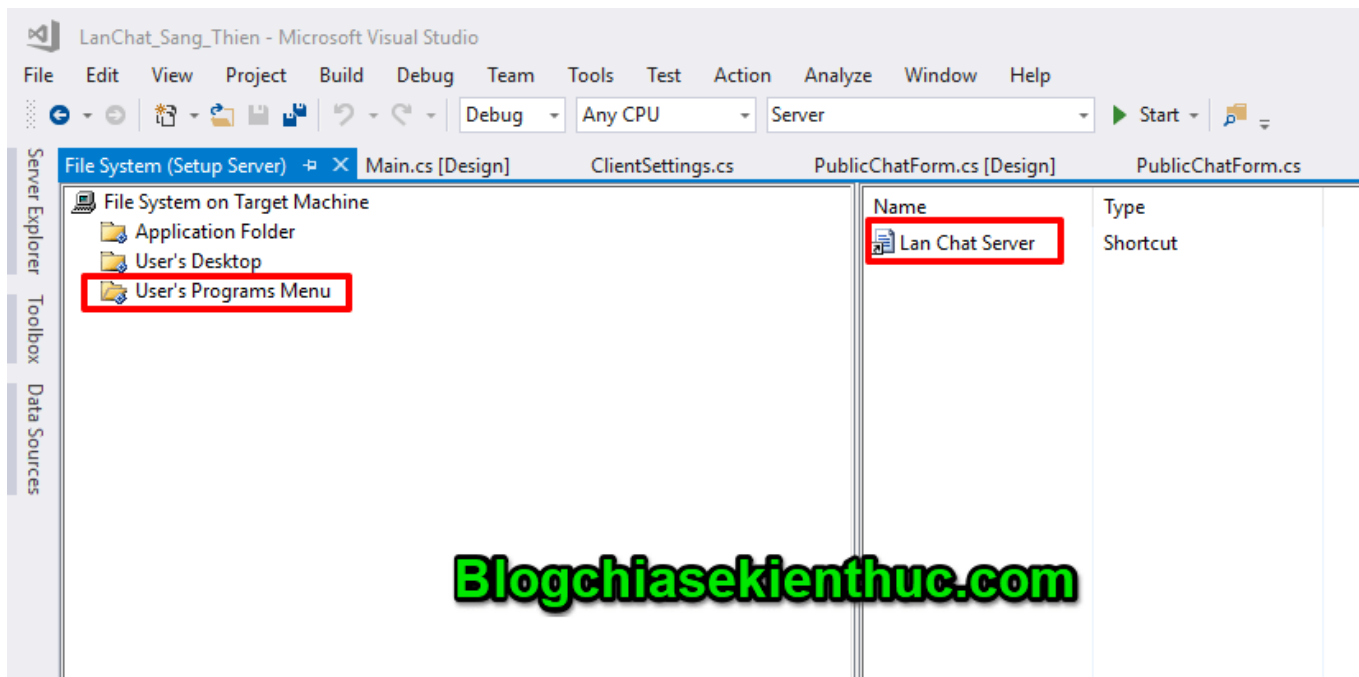 LanChat_Sang_Thien - Microsoft Visual Studio
File Edit View Project Build Debug Team Tools Test Action Analyze Window Help
Debug Any CPU Server Start
File System (Setup Server) Main.cs [Design] ClientSettings.cs PublicChatForm.cs [Design] PublicChatForm.cs
Server Explorer
Toolbox
Data Sources
File System on Target Machine
Application Folder
User's Desktop
User's Programs Menu
Name Type
Lan Chat Server Shortcut
Blogchiasekienthuc.com